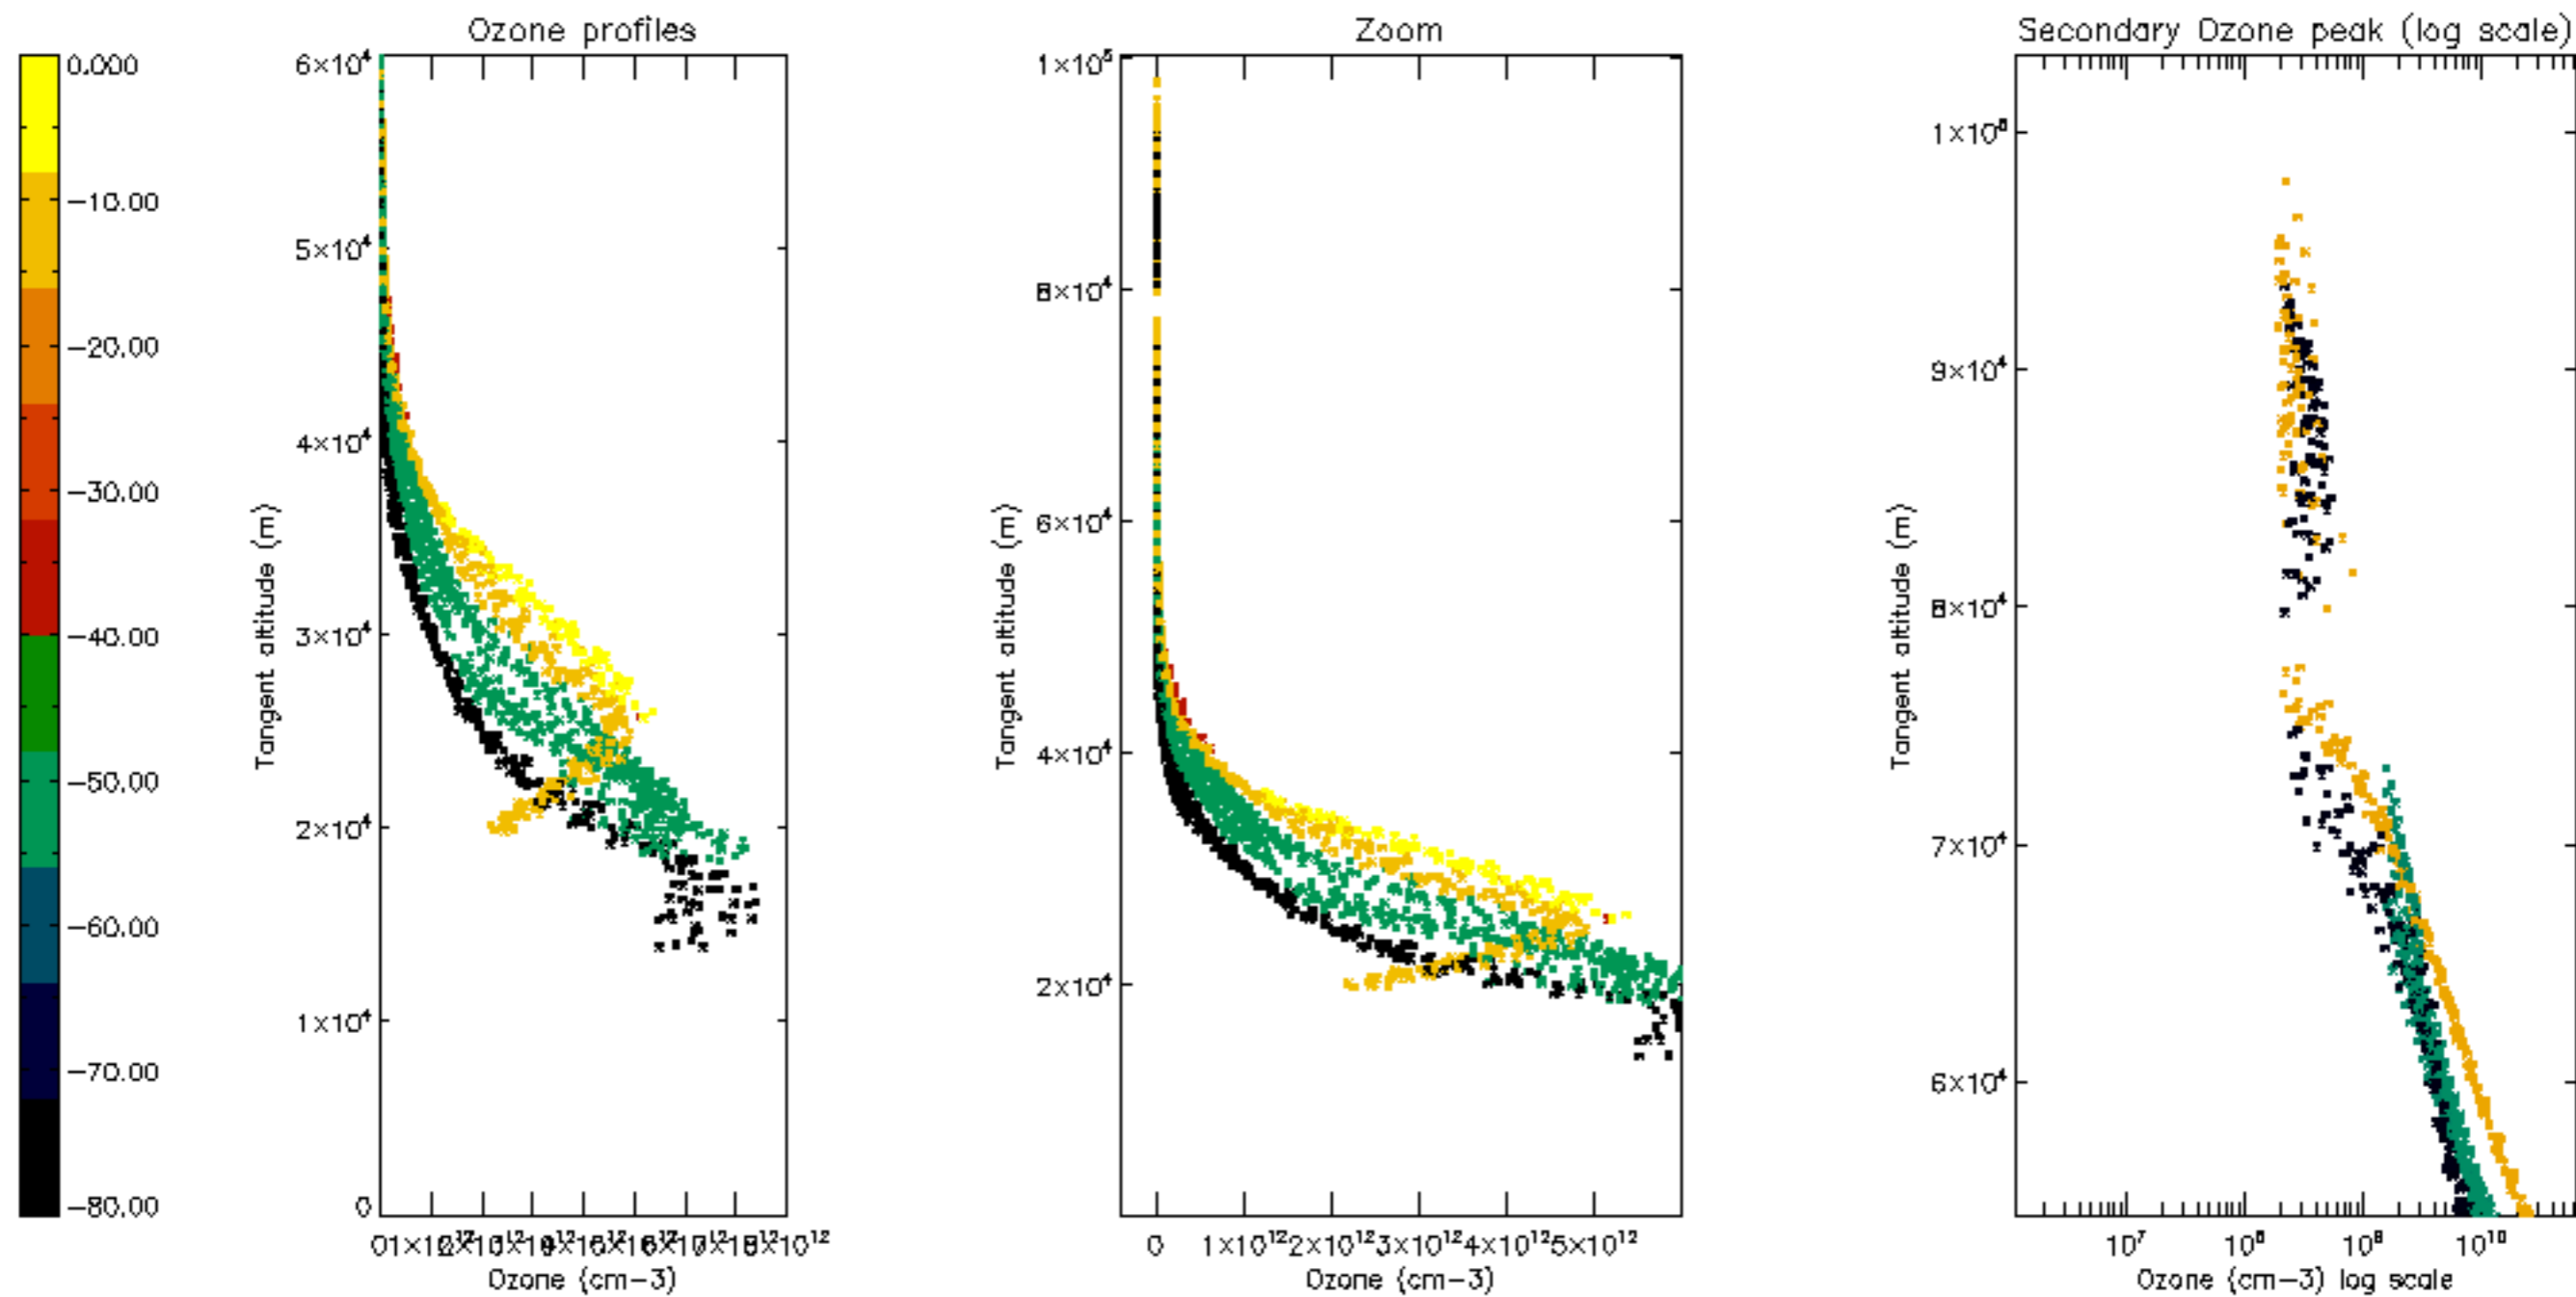 Ozone profiles
Zoom
Secondary Ozone peak (log scale)
0.000
-10.00
-20.00
-30.00
-40.00
-50.00
-60.00
-70.00
-80.00
6×10⁴
5×10⁴
4×10⁴
3×10⁴
2×10⁴
1×10⁴
0
Tangent altitude (m)
Ozone (cm-3)
1×10⁵
8×10⁴
6×10⁴
4×10⁴
2×10⁴
Tangent altitude (m)
0 1×10¹² 2×10¹² 3×10¹² 4×10¹² 5×10¹²
Ozone (cm-3)
9×10⁴
8×10⁴
7×10⁴
6×10⁴
Tangent altitude (m)
10⁷ 10⁸ 10⁹ 10¹⁰
Ozone (cm-3) log scale